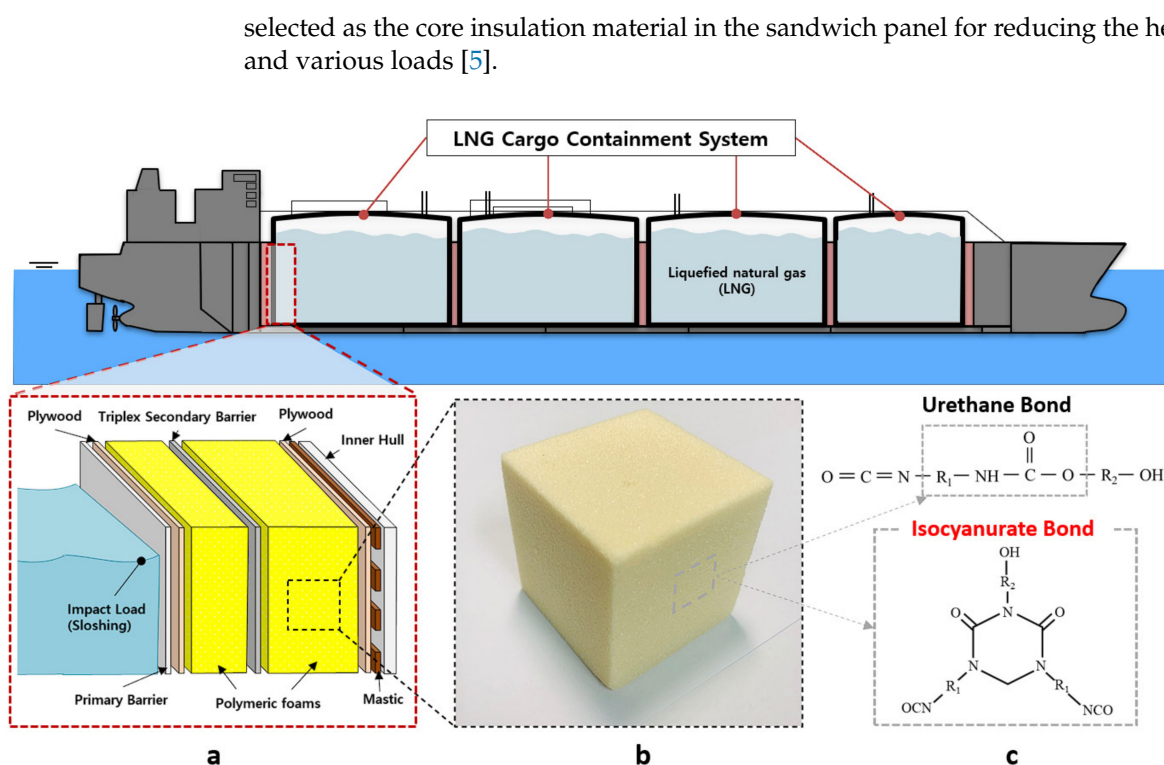 selected as the core insulation material in the sandwich panel for reducing the
and various loads [5].
LNG Cargo Containment System
Liquefied natural gas
(LNG)
Plywood
Triplex Secondary Barrier
Plywood
Inner Hull
Impact Load
(Sloshing)
Primary Barrier
Polymeric foams
Mastic
Urethane Bond
O
O = C = N – R₁ – NH – C – O – R₂ – OH
Isocyanurate Bond
OH
R₂
O
N
O
N
N
R₁
R₁
OCN
NCO
a
b
c